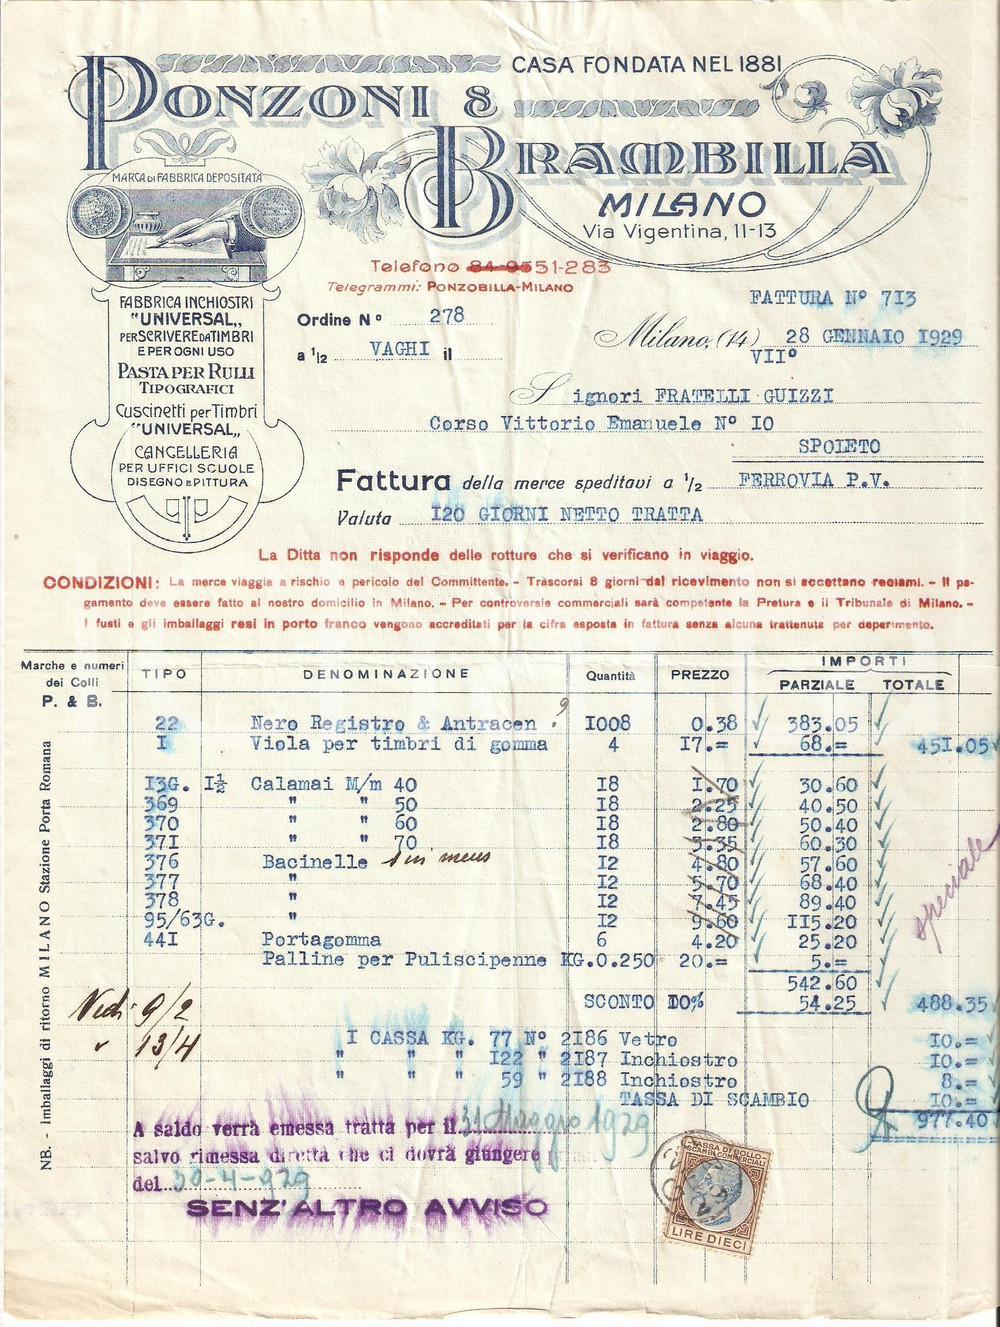 CASA FONDATA NEL 1881
PONZONI & BRAMBILLA
MILANO
Via Vigentina, 11-13
MARCA DI FABBRICA DEPOSITATA
Telefono 84-95 51-283
Telegrammi: PONZOBILLA-MILANO
FABBRICA INCHIOSTRI
"UNIVERSAL„
PER SCRIVERE DA TIMBRI
E PER OGNI USO
PASTA PER RULLI
TIPOGRAFICI
Cuscinetti per Timbri
"UNIVERSAL„
CANCELLERIA
PER UFFICI SCUOLE
DISEGNO E PITTURA
FATTURA N° 713
Ordine N° 278
Milano, (14) 28 GENNAIO 1929
VII°
a ½ VAGHI il
Signori FRATELLI GUIZZI
Corso Vittorio Emanuele N° IO
SPOIETO
Fattura della merce speditavi a ½ FERROVIA P.V.
Valuta I20 GIORNI NETTO TRATTA
La Ditta non risponde delle rotture che si verificano in viaggio.
CONDIZIONI: La merce viaggia a rischio e pericolo del Committente. - Trascorsi 8 giorni dal ricevimento non si accettano reclami. - Il pa-
gamento deve essere fatto al nostro domicilio in Milano. - Per controversie commerciali sarà competente la Pretura e il Tribunale di Milano. -
I fusti e gli imballaggi resi in porto franco vengono accreditati per la cifra esposta in fattura senza alcuna trattenuta per deperimento.
Marche e numeri dei Colli TIPO DENOMINAZIONE Quantità PREZZO IMPORTI
PARZIALE TOTALE
P. & B.
22 Nero Registro & Antracen. I008 0.38 383.05
I Viola per timbri di gomma 4 I7.= 68.= 45I.05
I3G. I½ Calamai M/m 40 I8 I.70 30.60
369 " " 50 I8 2.25 40.50
370 " " 60 I8 2.80 50.40
37I " " 70 I8 3.35 60.30
376 Bacinelle I2 4.80 57.60
377 " I2 5.70 68.40
378 " I2 7.45 89.40
95/63G. " I2 9.60 II5.20
44I Portagomma 6 4.20 25.20
Palline per Puliscipenne KG.0.250 20.= 5.=
542.60
SCONTO I0% 54.25 488.35
speciale
Vedi 9/2
" 13/4
I CASSA KG. 77 N° 2I86 Vetro IO.=
" " " I22 " 2I87 Inchiostro IO.=
" " " 59 " 2I88 Inchiostro 8.=
TASSA DI SCAMBIO IO.=
977.40
A saldo verrà emessa tratta per il 31 Maggio 1929
salvo rimessa diretta che ci dovrà giungere prima
del 30-4-929
SENZ'ALTRO AVVISO
TASSA DI BOLLO
SCAMBI COMMERCIALI
LIRE DIECI
NB. - Imballaggi di ritorno MILANO Stazione Porta Romana